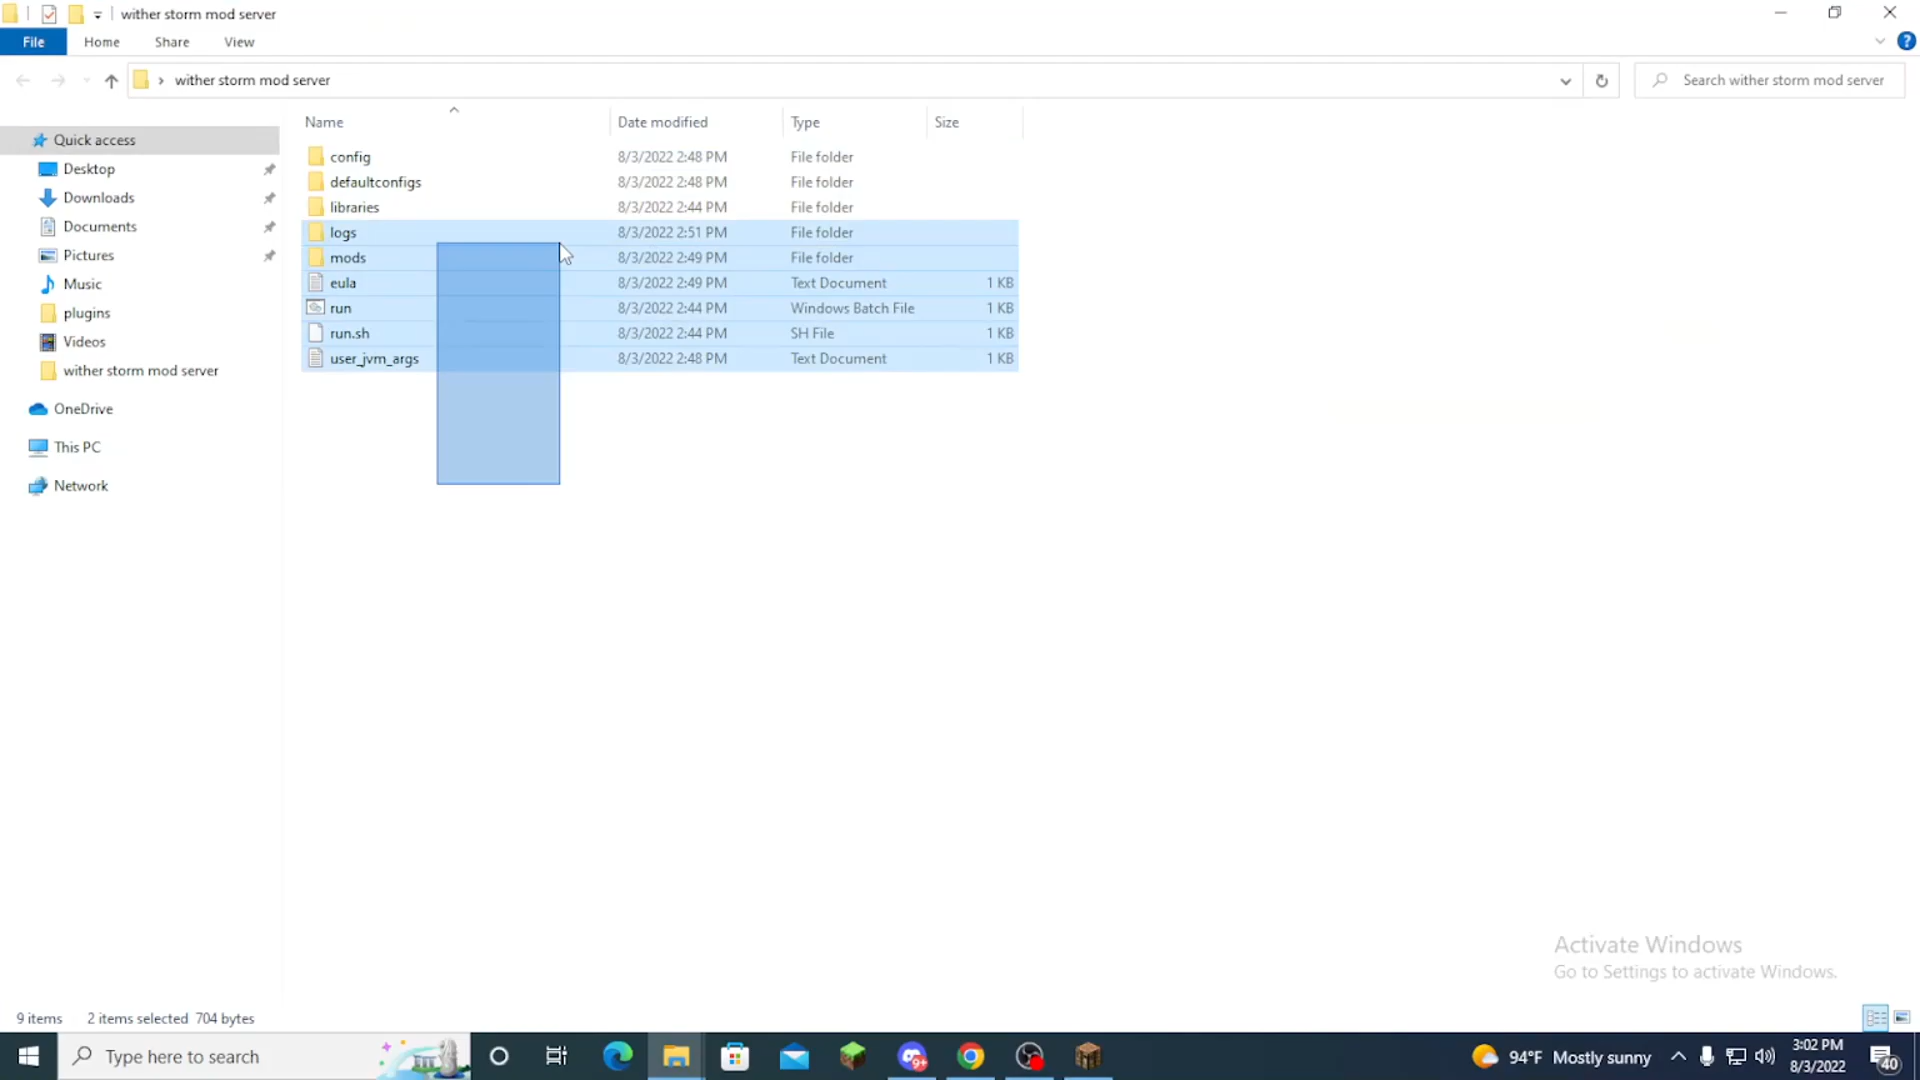 wither storm mod server
File Home Share View
wither storm mod server
Search wither storm mod server
Name Date modified Type Size
Quick access
Desktop
Downloads
Documents
Pictures
Music
plugins
Videos
wither storm mod server
OneDrive
This PC
Network
config 8/3/2022 2:48 PM File folder
defaultconfigs 8/3/2022 2:48 PM File folder
libraries 8/3/2022 2:44 PM File folder
logs 8/3/2022 2:51 PM File folder
mods 8/3/2022 2:49 PM File folder
eula 8/3/2022 2:49 PM Text Document 1 KB
run 8/3/2022 2:44 PM Windows Batch File 1 KB
run.sh 8/3/2022 2:44 PM SH File 1 KB
user_jvm_args 8/3/2022 2:48 PM Text Document 1 KB
Activate Windows
Go to Settings to activate Windows.
9 items 2 items selected 704 bytes
Type here to search
9+
94°F Mostly sunny
3:02 PM
8/3/2022
40